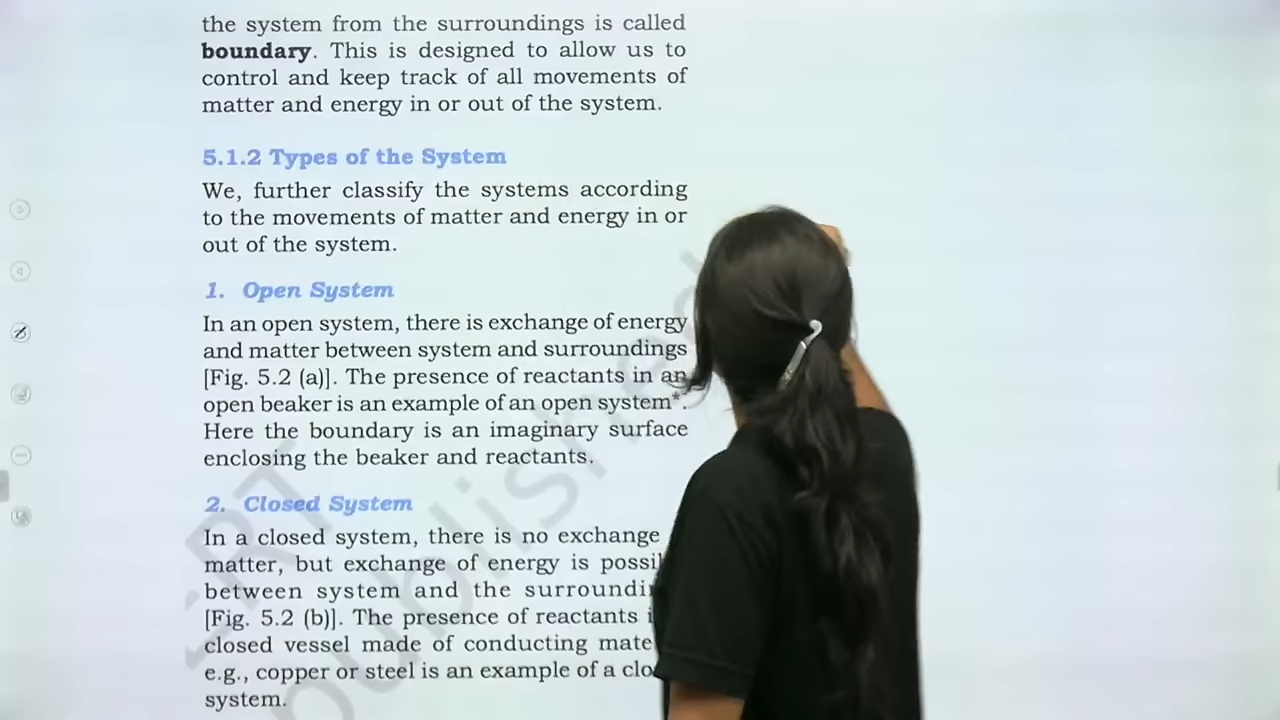 the system from the surroundings is called
boundary. This is designed to allow us to
control and keep track of all movements of
matter and energy in or out of the system.
5.1.2 Types of the System
We, further classify the systems according
to the movements of matter and energy in or
out of the system.
1. Open System
In an open system, there is exchange of energy
and matter between system and surroundings
[Fig. 5.2 (a)]. The presence of reactants in an
open beaker is an example of an open system*.
Here the boundary is an imaginary surface
enclosing the beaker and reactants.
2. Closed System
In a closed system, there is no exchange
matter, but exchange of energy is possi
between system and the surroundi
[Fig. 5.2 (b)]. The presence of reactants i
closed vessel made of conducting mate
e.g., copper or steel is an example of a clo
system.